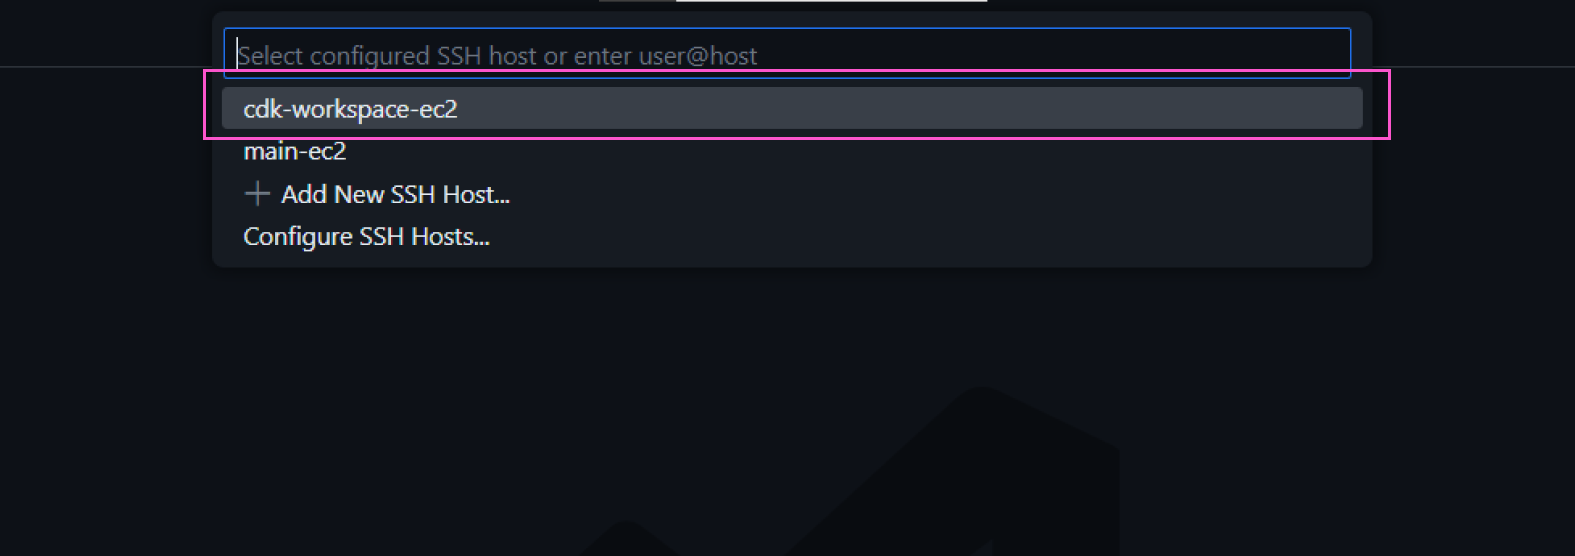 Select configured SSH host or enter user@host
cdk-workspace-ec2
main-ec2
Add New SSH Host...
Configure SSH Hosts...